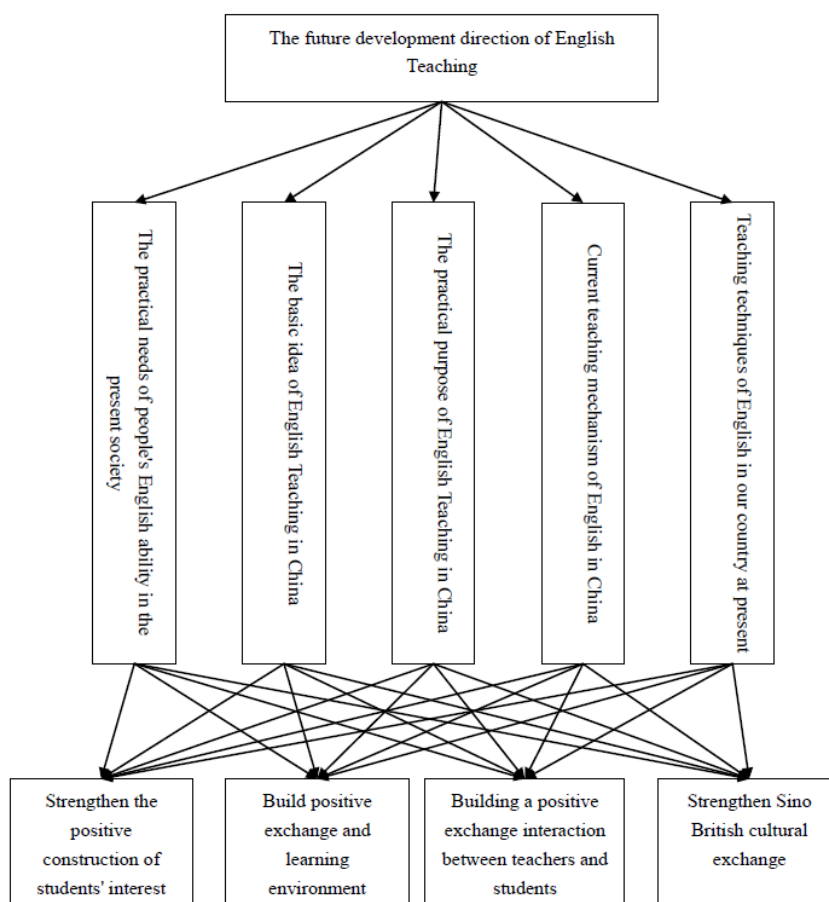 The future development direction of English
Teaching
The practical needs of people's English ability in the
present society
The basic idea of English Teaching in China
The practical purpose of English Teaching in China
Current teaching mechanism of English in China
Teaching techniques of English in our country at present
Strengthen the
positive
construction of
students' interest
Build positive
exchange and
learning
environment
Building a positive
exchange interaction
between teachers and
students
Strengthen Sino
British cultural
exchange